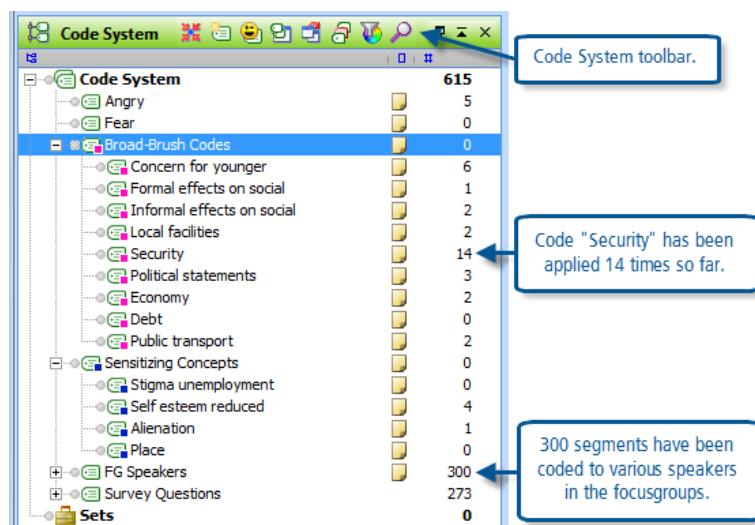 Code System
Code System toolbar.
#
Code System 615
Angry 5
Fear 0
Broad-Brush Codes 0
Concern for younger 6
Formal effects on social 1
Informal effects on social 2
Local facilities 2
Security 14
Political statements 3
Economy 2
Debt 0
Public transport 2
Code "Security" has been
applied 14 times so far.
Sensitizing Concepts 0
Stigma unemployment 0
Self esteem reduced 4
Alienation 1
Place 0
FG Speakers 300
Survey Questions 273
Sets 0
300 segments have been
coded to various speakers
in the focusgroups.